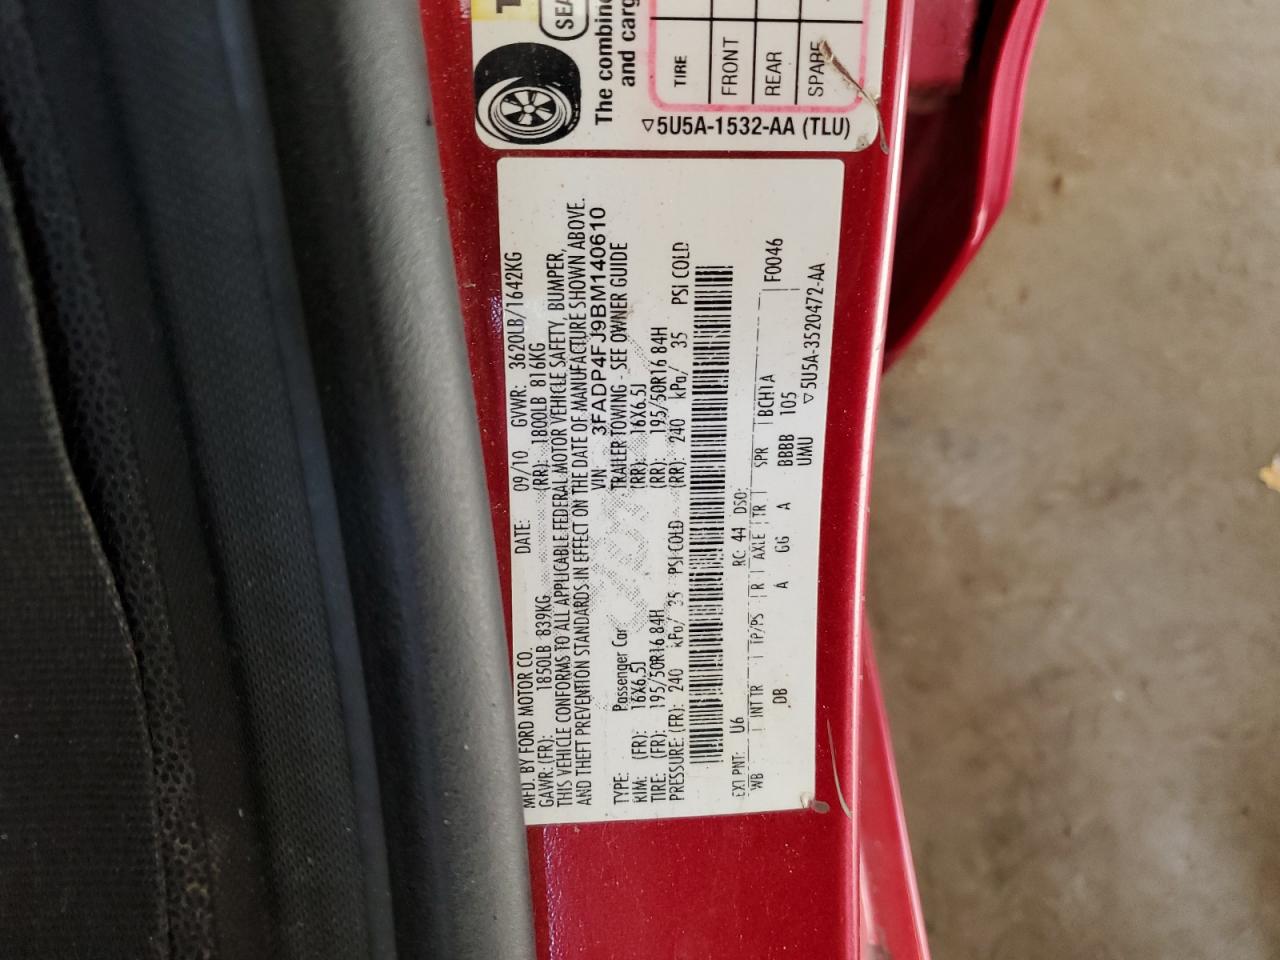 SEA
The combine
and carg
TIRE
FRONT
REAR
SPARE
▽5U5A-1532-AA (TLU)
MFD. BY FORD MOTOR CO.
DATE: 09/10 GVWR: 3620LB/1642KG
GAWR:(FR): 1850LB 839KG (RR): 1800LB 816KG
THIS VEHICLE CONFORMS TO ALL APPLICABLE FEDERAL MOTOR VEHICLE SAFETY, BUMPER,
AND THEFT PREVENTION STANDARDS IN EFFECT ON THE DATE OF MANUFACTURE SHOWN ABOVE.
VIN 3FADP4FJ9BM140610
TYPE: Passenger Car TRAILER TOWING - SEE OWNER GUIDE
RIM: (FR): 16X6.5J (RR): 16X6.5J
TIRE: (FR): 195/50R16 84H (RR): 195/50R16 84H
PRESSURE: (FR): 240 kPa/ 35 PSI COLD (RR): 240 kPa/ 35 PSI COLD
EXT PNT: U6 RC: 44 DSO: F0046
WB INT TR TP/PS R AXLE TR SPR BCH1A
DB A GG A BBBB 105
UMU ▽5U5A-3520472-AA